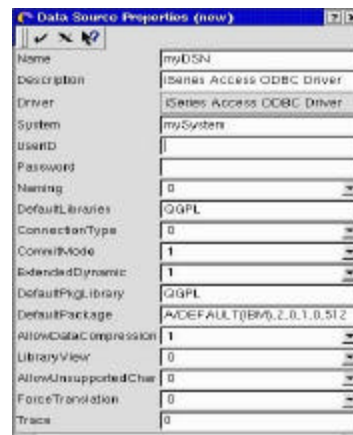 Data Source Properties (new)
Name myDSN
Description iSeries Access ODBC Driver
Driver iSeries Access ODBC Driver
System mySystem
UserID
Password
Naming 0
DefaultLibraries QGPL
ConnectionType 0
CommitMode 1
ExtendedDynamic 1
DefaultPkgLibrary QGPL
DefaultPackage A/DEFAULT(IBM),2,0,1,0,512
AllowDataCompression 1
LibraryView 0
AllowUnsupportedChar 0
ForceTranslation 0
Trace 0